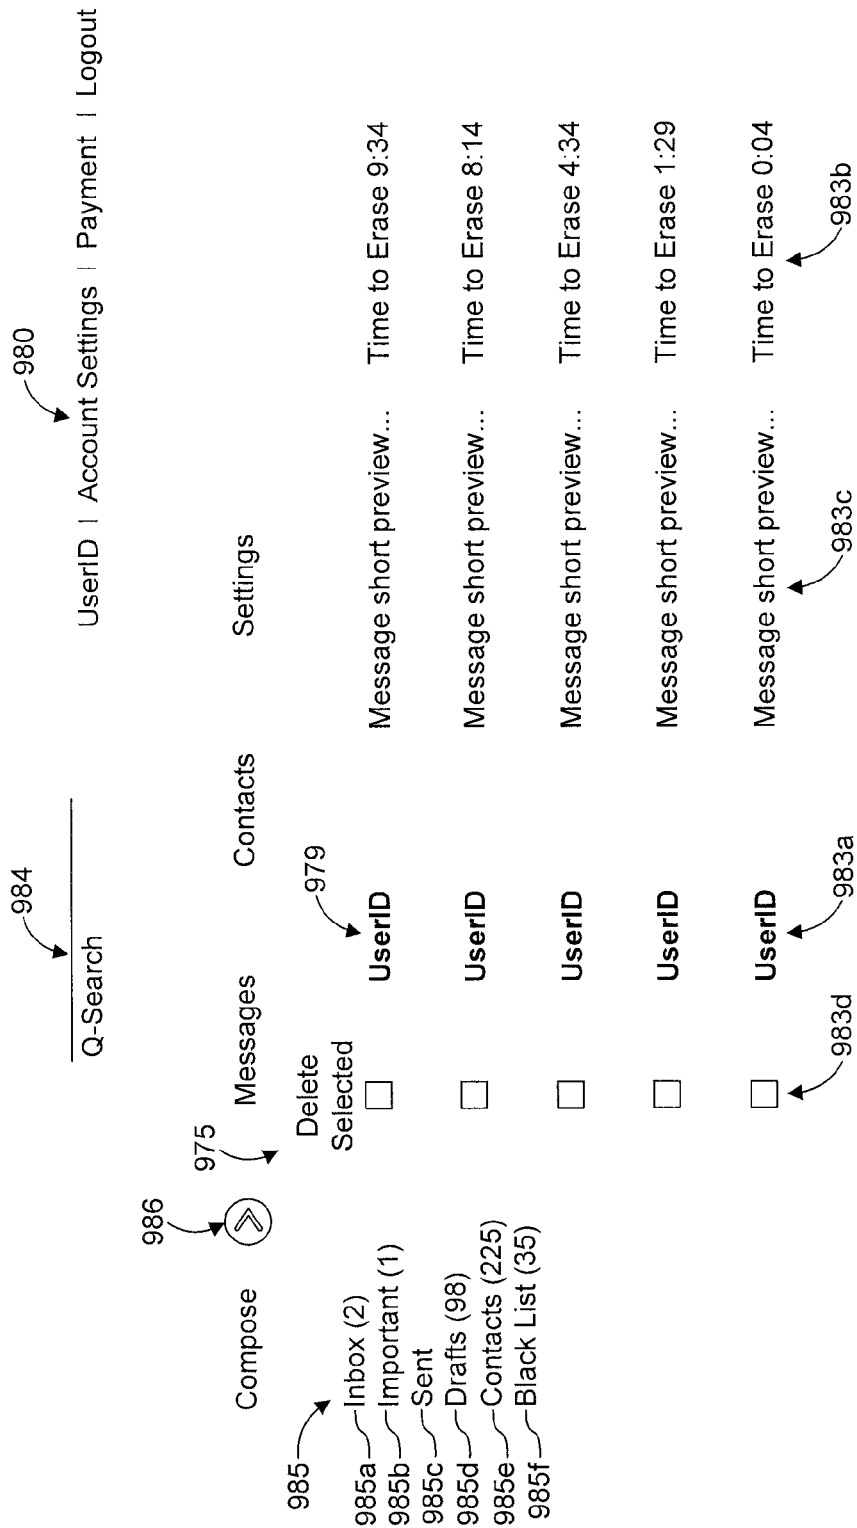 984
980
Q-Search
UserID | Account Settings | Payment | Logout
986
975
Compose
Messages
Contacts
Settings
985
Delete
Selected
979
985a Inbox (2)
985b Important (1)
985c Sent
985d Drafts (98)
985e Contacts (225)
985f Black List (35)
UserID Message short preview... Time to Erase 9:34
UserID Message short preview... Time to Erase 8:14
UserID Message short preview... Time to Erase 4:34
UserID Message short preview... Time to Erase 1:29
UserID Message short preview... Time to Erase 0:04
983d
983a
983c
983b